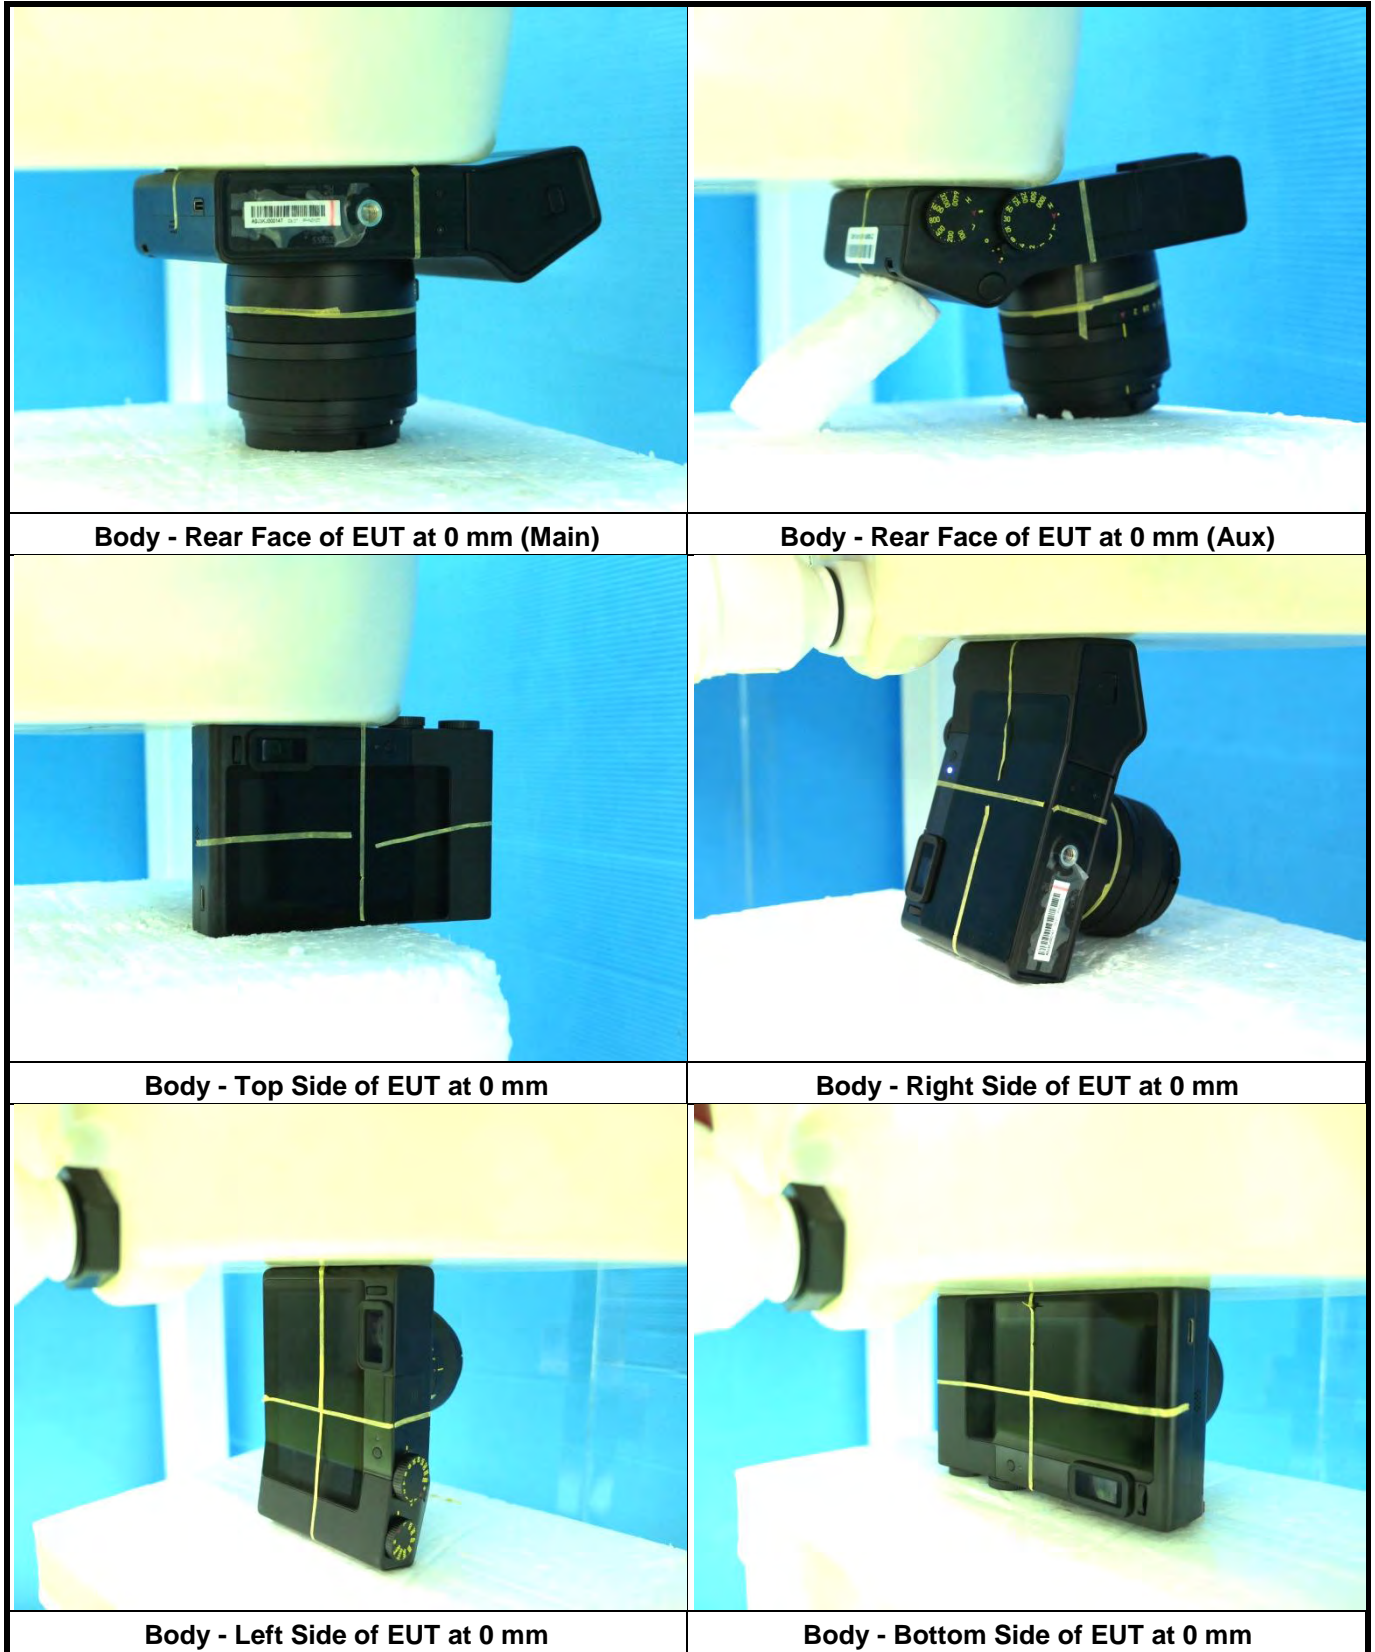 Body - Rear Face of EUT at 0 mm (Main)
Body - Rear Face of EUT at 0 mm (Aux)
Body - Top Side of EUT at 0 mm
Body - Right Side of EUT at 0 mm
Body - Left Side of EUT at 0 mm
Body - Bottom Side of EUT at 0 mm